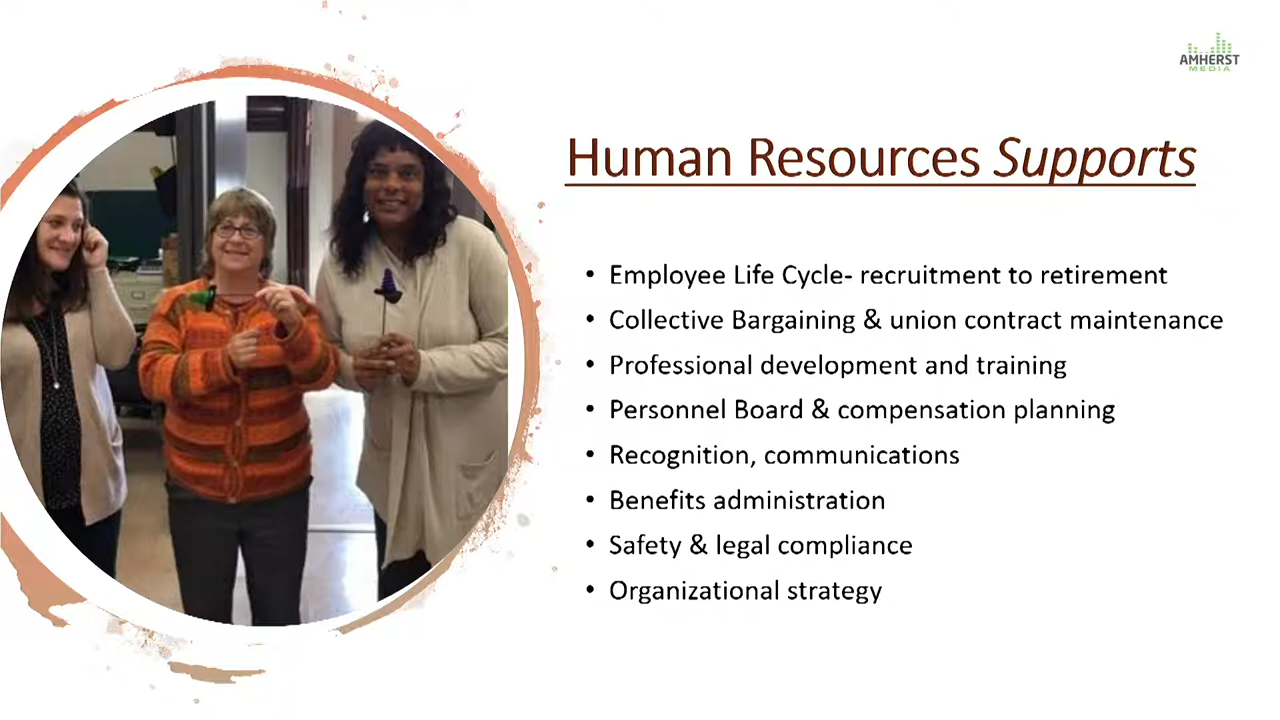 AMHERST
MEDIA
Human Resources Supports
• Employee Life Cycle- recruitment to retirement
• Collective Bargaining & union contract maintenance
• Professional development and training
• Personnel Board & compensation planning
• Recognition, communications
• Benefits administration
• Safety & legal compliance
• Organizational strategy